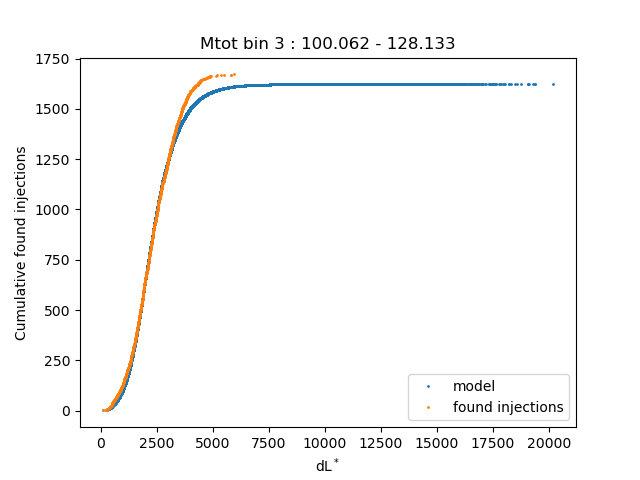 Mtot bin 3 : 100.062 - 128.133
Cumulative found injections
1750
1500
1250
1000
750
500
250
0
0 2500 5000 7500 10000 12500 15000 17500 20000
dL*
model
found injections